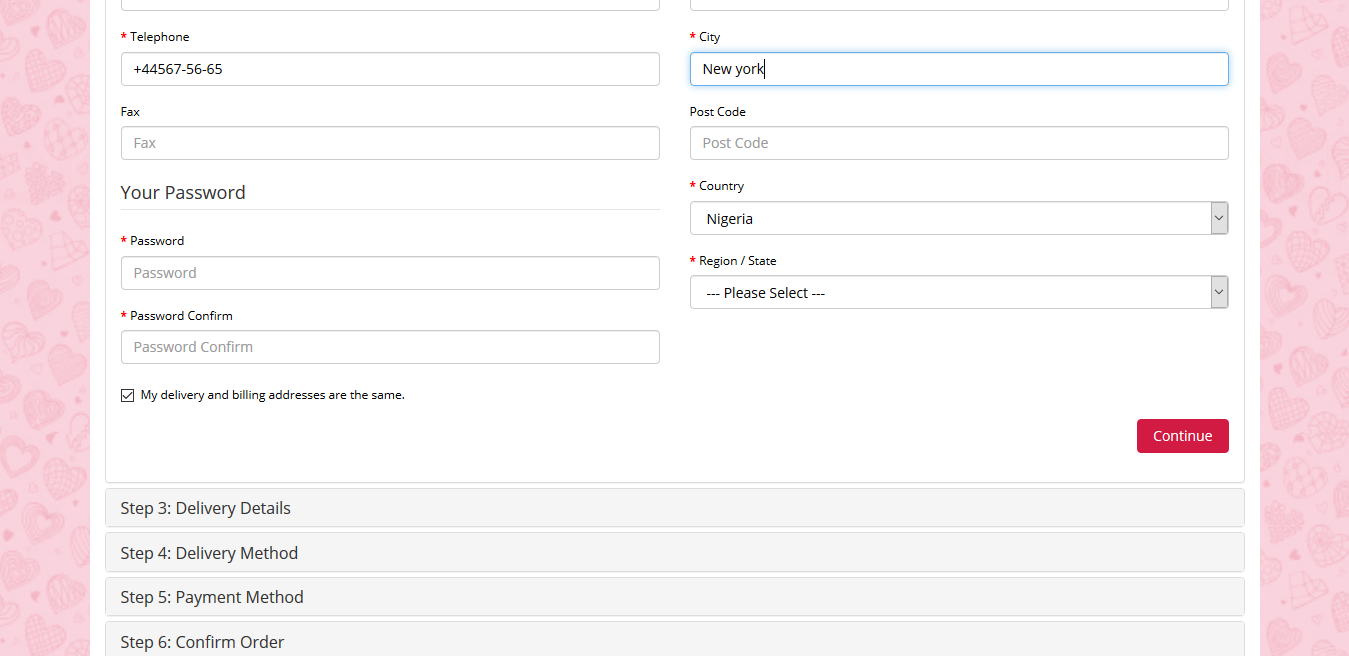 * Telephone
+44567-56-65
Fax
Fax
Your Password
* Password
Password
* Password Confirm
Password Confirm
My delivery and billing addresses are the same.
* City
New york
Post Code
Post Code
* Country
Nigeria
* Region / State
--- Please Select ---
Continue
Step 3: Delivery Details
Step 4: Delivery Method
Step 5: Payment Method
Step 6: Confirm Order